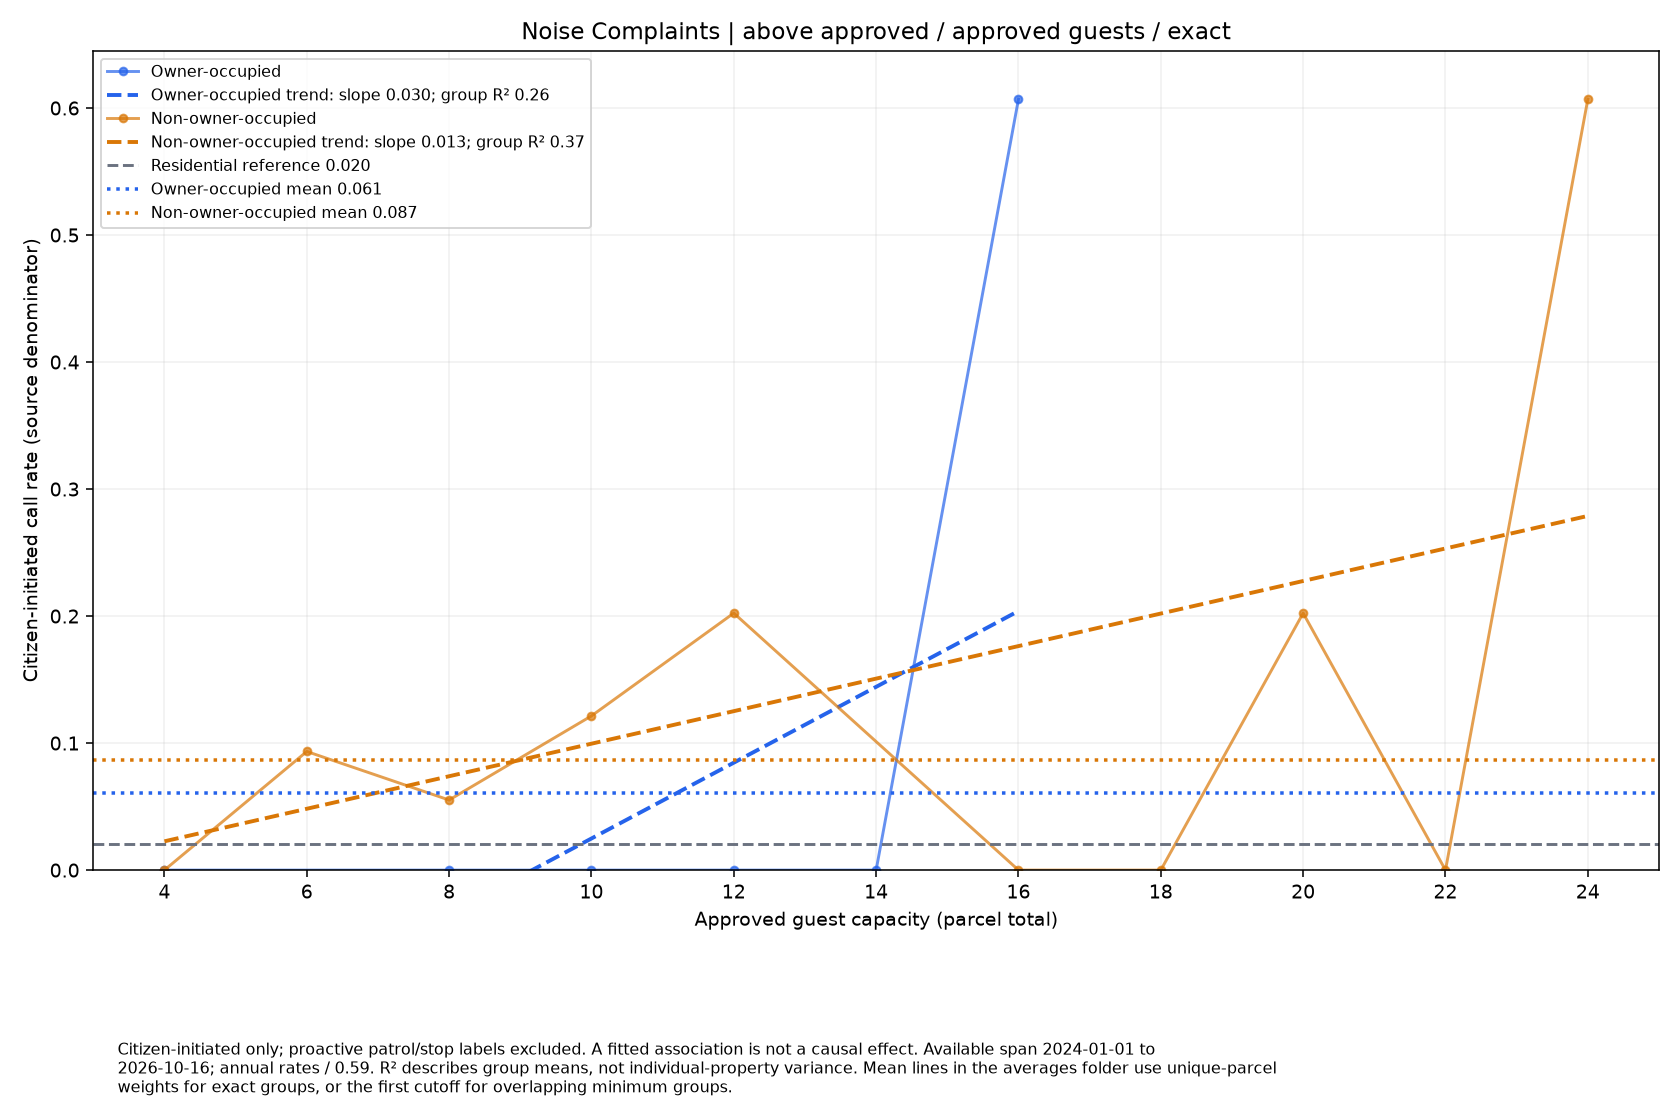 Noise Complaints | above approved / approved guests / exact
Owner-occupied
Owner-occupied trend: slope 0.030; group R² 0.26
Non-owner-occupied
Non-owner-occupied trend: slope 0.013; group R² 0.37
Residential reference 0.020
Owner-occupied mean 0.061
Non-owner-occupied mean 0.087
Citizen-initiated call rate (source denominator)
0.6
0.5
0.4
0.3
0.2
0.1
0.0
4 6 8 10 12 14 16 18 20 22 24
Approved guest capacity (parcel total)
Citizen-initiated only; proactive patrol/stop labels excluded. A fitted association is not a causal effect. Available span 2024-01-01 to
2026-10-16; annual rates / 0.59. R² describes group means, not individual-property variance. Mean lines in the averages folder use unique-parcel
weights for exact groups, or the first cutoff for overlapping minimum groups.